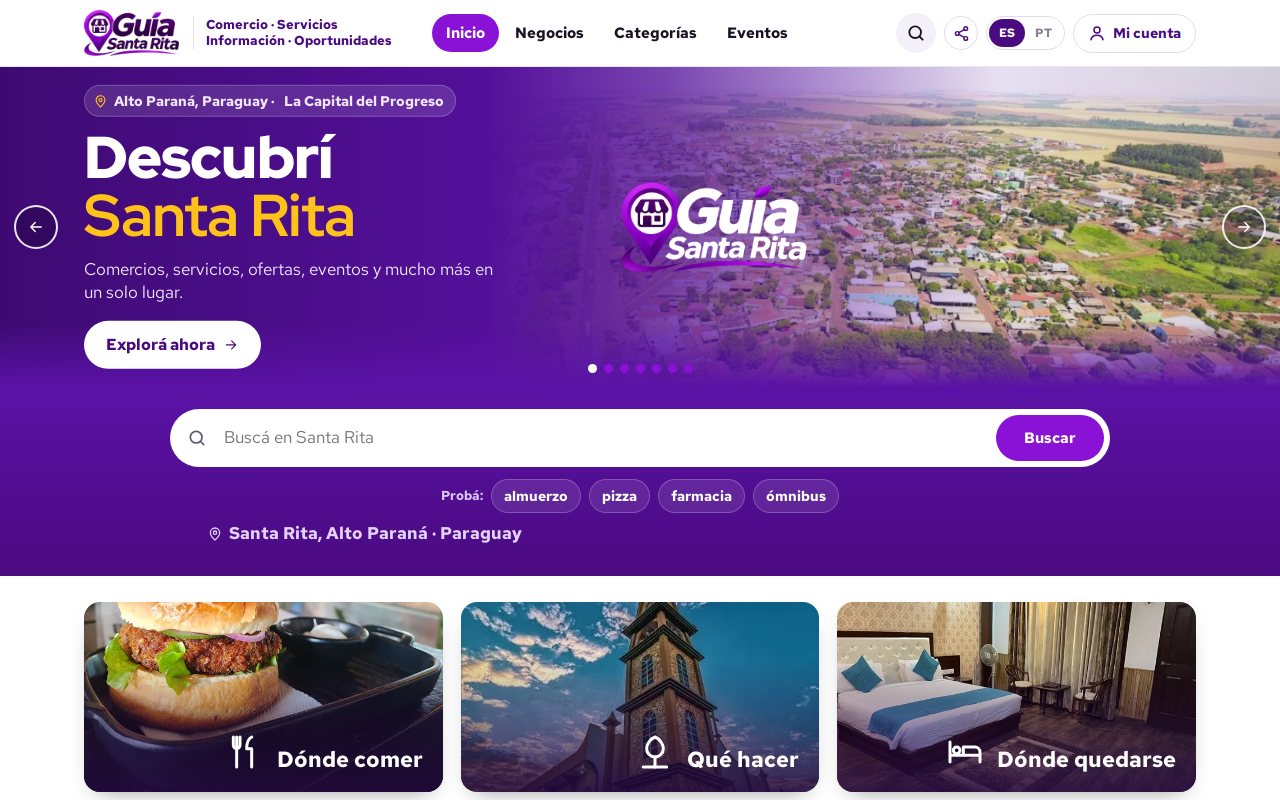 Guía
Santa Rita
Comercio · Servicios
Información · Oportunidades
Inicio
Negocios
Categorías
Eventos
ES
PT
Mi cuenta
Alto Paraná, Paraguay · La Capital del Progreso
Descubrí
Santa Rita
Comercios, servicios, ofertas, eventos y mucho más en
un solo lugar.
Explorá ahora
Guía
Santa Rita
Buscá en Santa Rita
Buscar
Probá:
almuerzo
pizza
farmacia
ómnibus
Santa Rita, Alto Paraná · Paraguay
Dónde comer
Qué hacer
Dónde quedarse